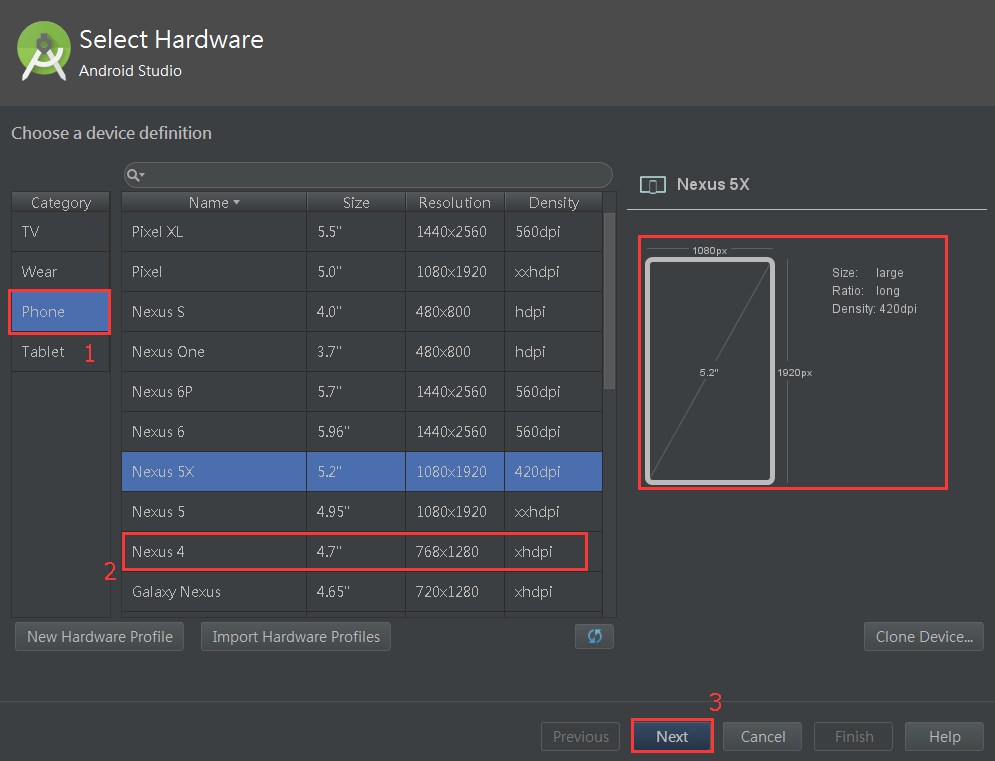 Select Hardware
Android Studio
Choose a device definition
Category
TV
Wear
Phone
Tablet
1
Name Size Resolution Density
Pixel XL 5.5" 1440x2560 560dpi
Pixel 5.0" 1080x1920 xxhdpi
Nexus S 4.0" 480x800 hdpi
Nexus One 3.7" 480x800 hdpi
Nexus 6P 5.7" 1440x2560 560dpi
Nexus 6 5.96" 1440x2560 560dpi
Nexus 5X 5.2" 1080x1920 420dpi
Nexus 5 4.95" 1080x1920 xxhdpi
Nexus 4 4.7" 768x1280 xhdpi
2
Galaxy Nexus 4.65" 720x1280 xhdpi
Nexus 5X
1080px
5.2"
1920px
Size: large
Ratio: long
Density: 420dpi
New Hardware Profile Import Hardware Profiles Clone Device...
3
Previous Next Cancel Finish Help